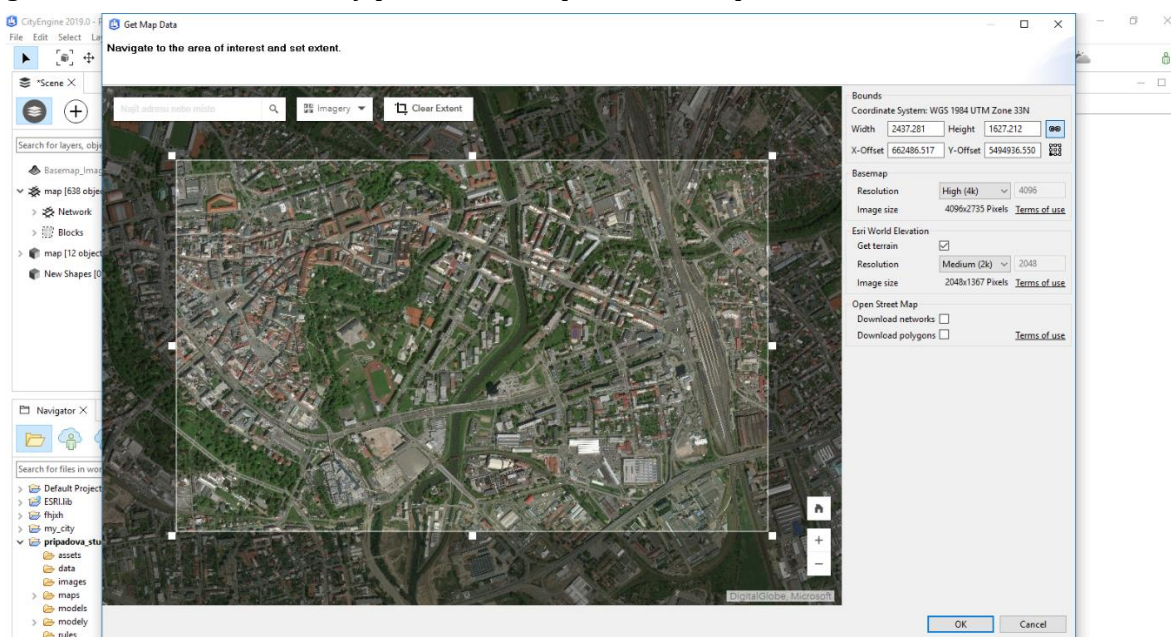 CityEngine 2019.0 -
Get Map Data
File Edit Select
Navigate to the area of interest and set extent.
*Scene
Najít adresu nebo místo
Imagery
Clear Extent
Search for layers, obje
Basemap_Imag
map [638 objec
Network
Blocks
map [12 object
New Shapes [0
Bounds
Coordinate System: WGS 1984 UTM Zone 33N
Width 2437.281 Height 1627.212
X-Offset 662486.517 Y-Offset 5494936.550
Basemap
Resolution High (4k) 4096
Image size 4096x2735 Pixels Terms of use
Esri World Elevation
Get terrain
Resolution Medium (2k) 2048
Image size 2048x1367 Pixels Terms of use
Open Street Map
Download networks
Download polygons Terms of use
Navigator
Search for files in wor
Default Project
ESRI.lib
fhjxh
my_city
pripadova_stu
assets
data
images
maps
models
modely
rules
DigitalGlobe, Microsoft
OK Cancel